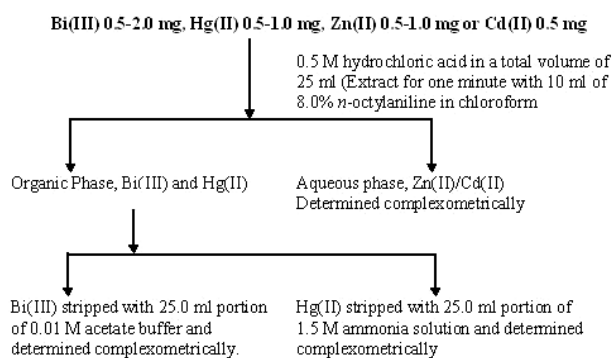 Bi(III) 0.5-2.0 mg, Hg(II) 0.5-1.0 mg, Zn(II) 0.5-1.0 mg or Cd(II) 0.5 mg
0.5 M hydrochloric acid in a total volume of
25 ml (Extract for one minute with 10 ml of
8.0% n-octylaniline in chloroform
Organic Phase, Bi(III) and Hg(II)
Aqueous phase, Zn(II)/Cd(II)
Determined complexometrically
Bi(III) stripped with 25.0 ml portion
of 0.01 M acetate buffer and
determined complexometrically.
Hg(II) stripped with 25.0 ml portion of
1.5 M ammonia solution and determined
complexometrically